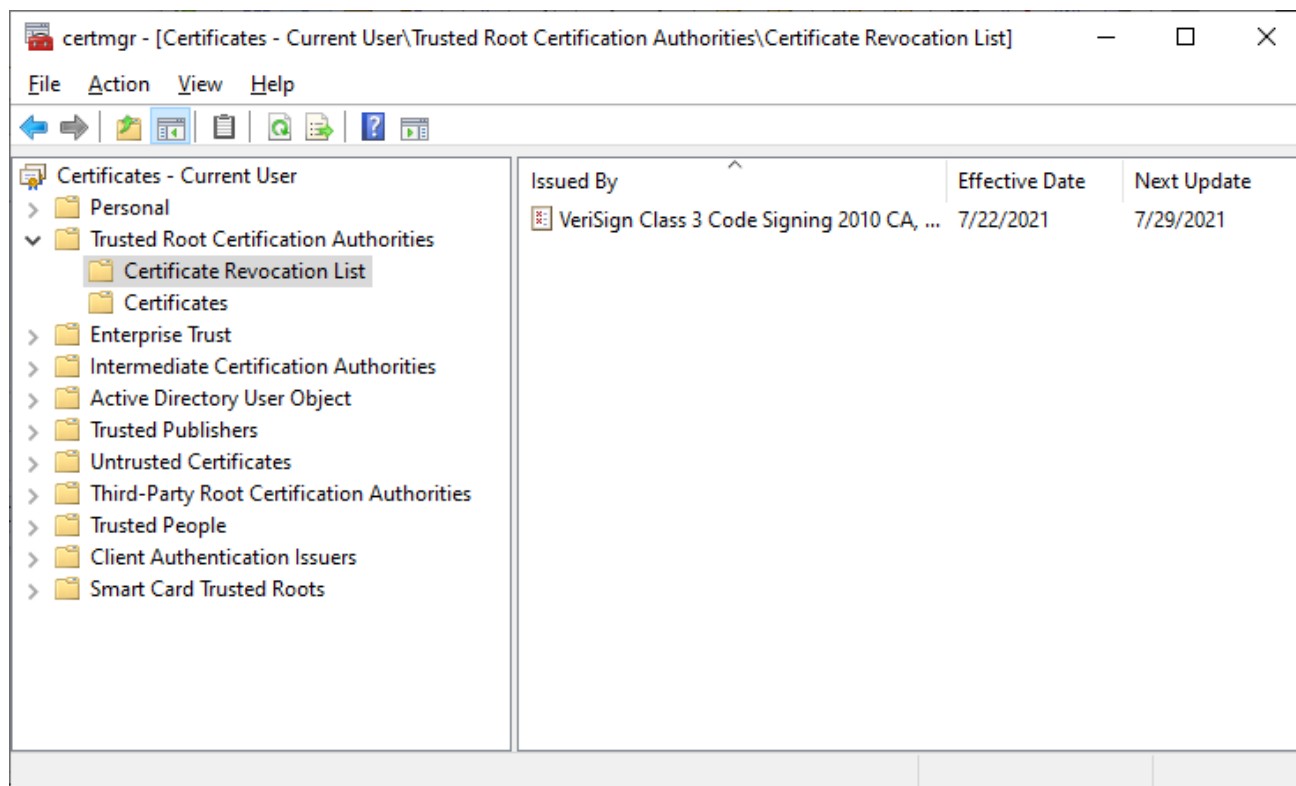 certmgr - [Certificates - Current User\Trusted Root Certification Authorities\Certificate Revocation List]
File Action View Help
Certificates - Current User
Personal
Trusted Root Certification Authorities
Certificate Revocation List
Certificates
Enterprise Trust
Intermediate Certification Authorities
Active Directory User Object
Trusted Publishers
Untrusted Certificates
Third-Party Root Certification Authorities
Trusted People
Client Authentication Issuers
Smart Card Trusted Roots
Issued By Effective Date Next Update
VeriSign Class 3 Code Signing 2010 CA, ... 7/22/2021 7/29/2021